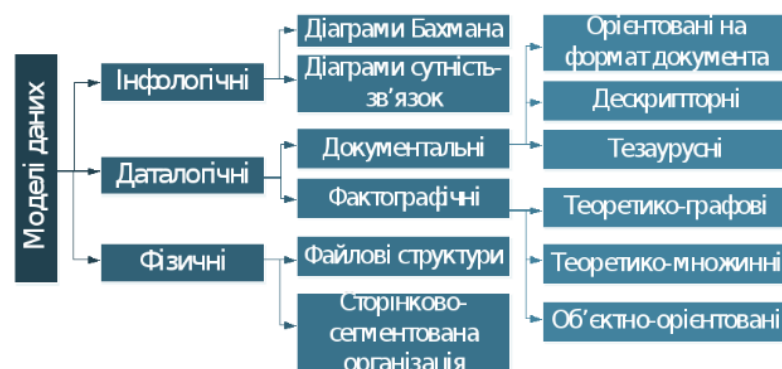 Моделі даних
Інфологічні
Діаграми Бахмана
Діаграми сутність-
зв’язок
Даталогічні
Документальні
Орієнтовані на
формат документа
Дескрипторні
Тезаурусні
Фактографічні
Теоретико-графові
Теоретико-множинні
Об’єктно-орієнтовані
Фізичні
Файлові структури
Сторінково-
сегментована
організація